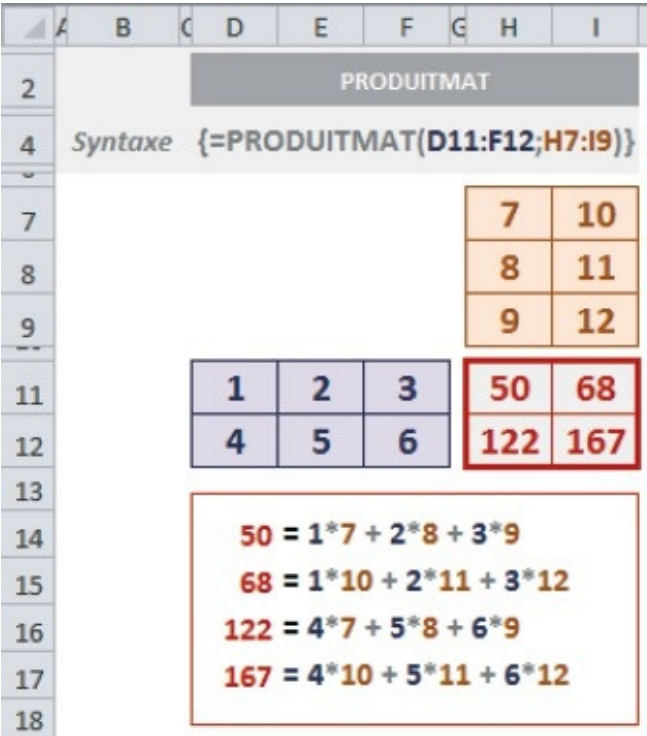 A B C D E F G H I
2 PRODUITMAT
4 Syntaxe {=PRODUITMAT(D11:F12;H7:I9)}
7 7 10
8 8 11
9 9 12
11 1 2 3 50 68
12 4 5 6 122 167
13
14 50 = 1*7 + 2*8 + 3*9
15 68 = 1*10 + 2*11 + 3*12
16 122 = 4*7 + 5*8 + 6*9
17 167 = 4*10 + 5*11 + 6*12
18